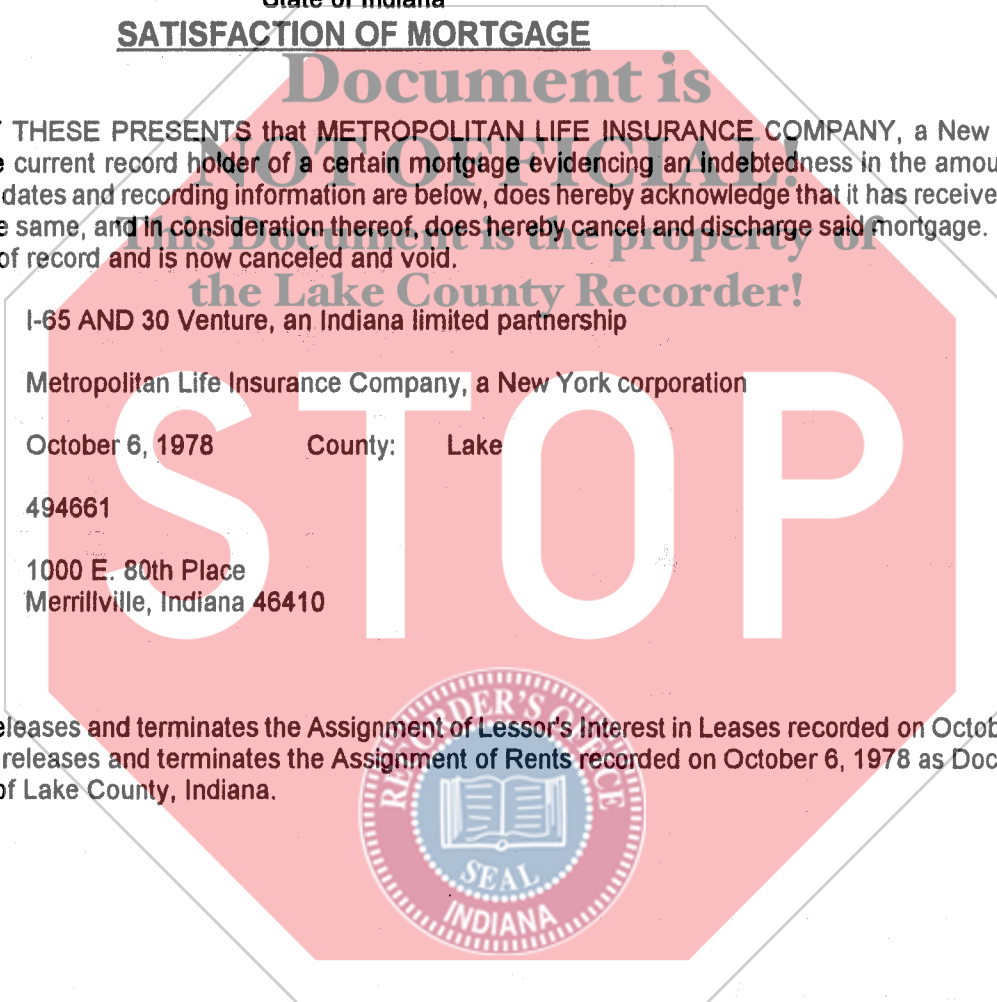 State of Indiana
SATISFACTION OF MORTGAGE
Document is
THESE PRESENTS that METROPOLITAN LIFE INSURANCE COMPANY, a New
NOT OFFICIAL!
current record holder of a certain mortgage evidencing an indebtedness in the amou
dates and recording information are below, does hereby acknowledge that it has receive
This Document is the property of
e same, and in consideration thereof, does hereby cancel and discharge said mortgage.
of record and is now canceled and void.
the Lake County Recorder!
I-65 AND 30 Venture, an Indiana limited partnership
Metropolitan Life Insurance Company, a New York corporation
October 6, 1978 County: Lake
STOP
494661
1000 E. 80th Place
Merrillville, Indiana 46410
eleases and terminates the Assignment of Lessor's Interest in Leases recorded on Octob
releases and terminates the Assignment of Rents recorded on October 6, 1978 as Doc
of Lake County, Indiana.
RECORDER'S OFFICE
SEAL
INDIANA